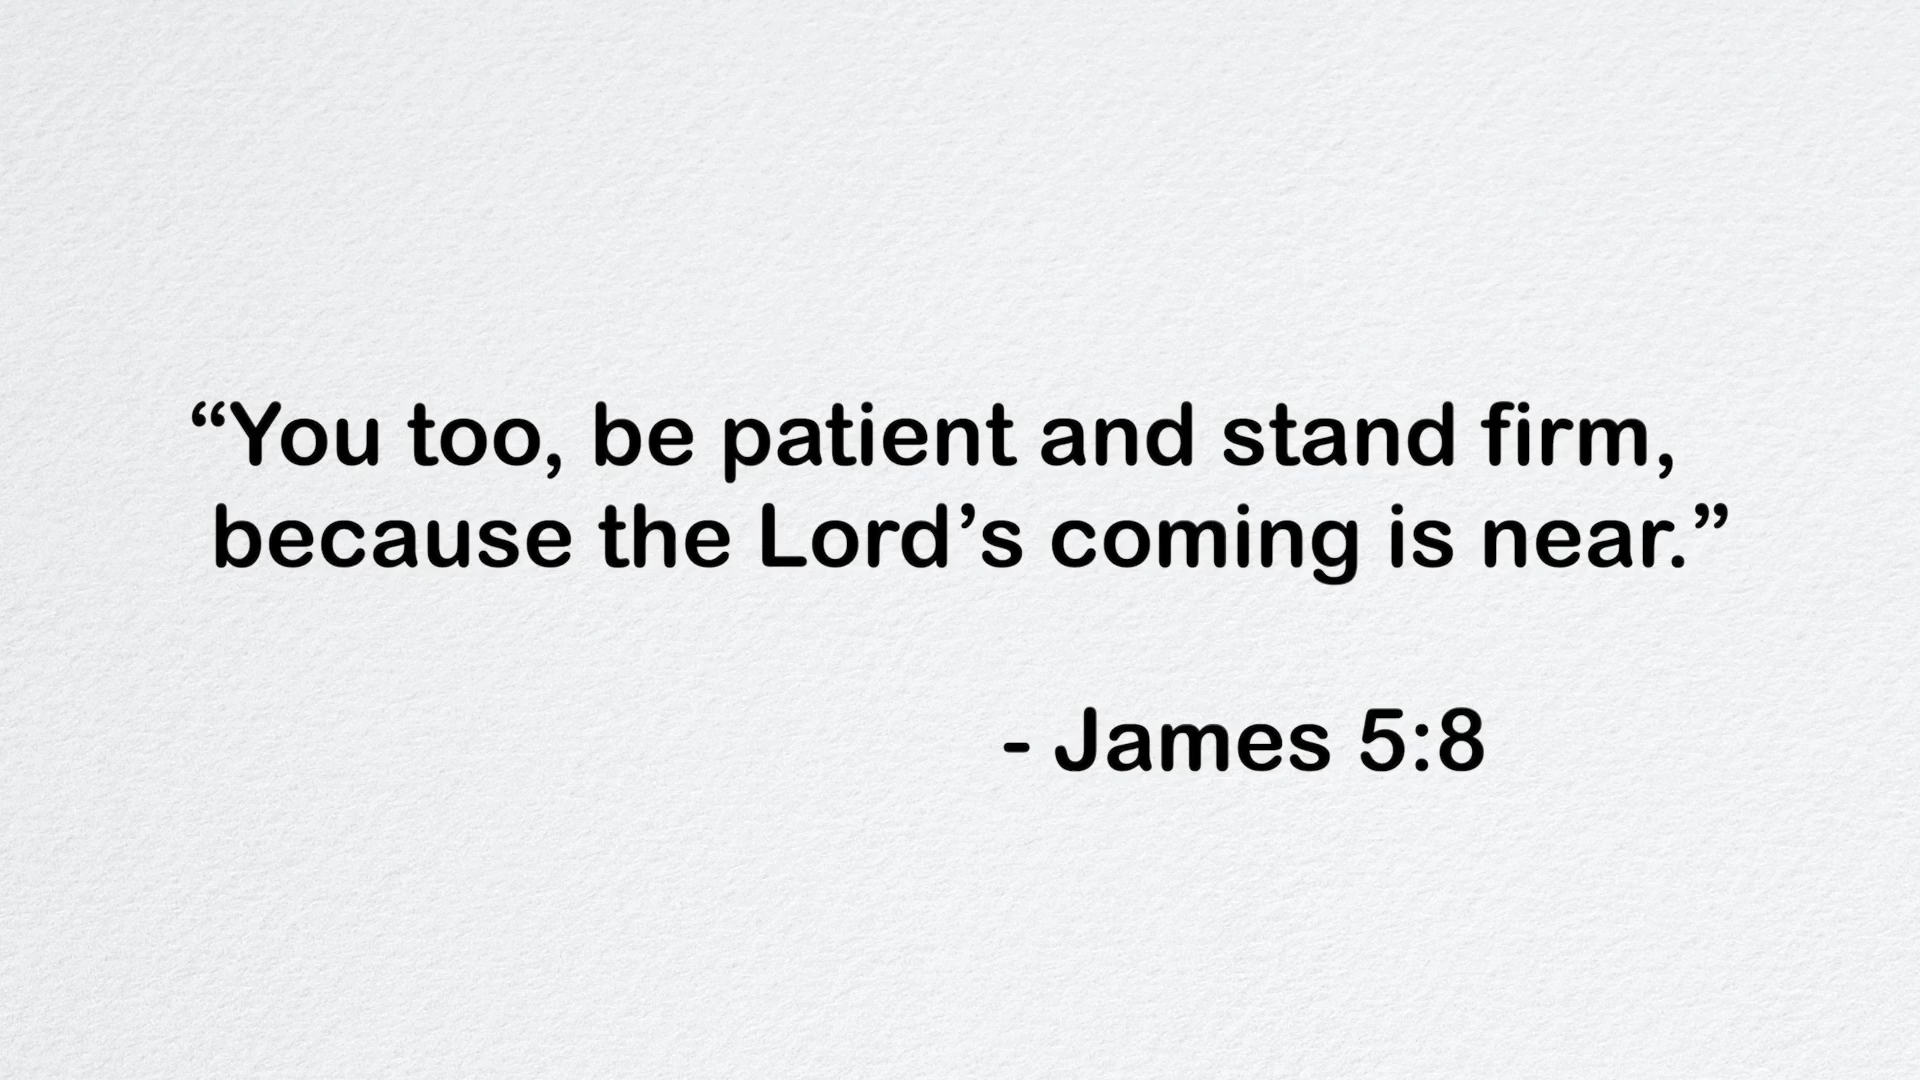 “You too, be patient and stand firm,
because the Lord’s coming is near.”
- James 5:8